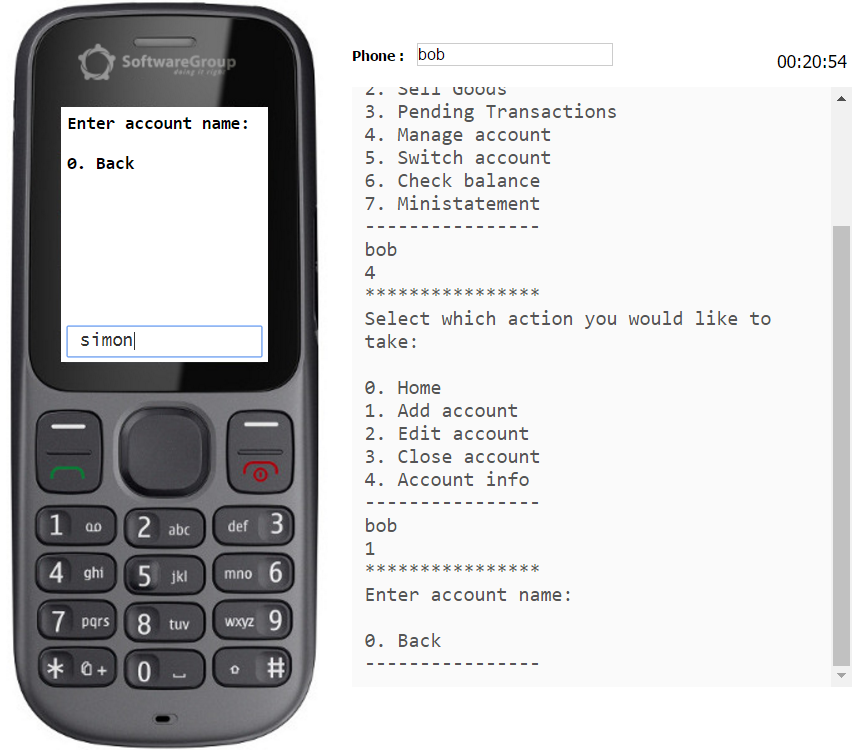 SoftwareGroup
doing it right
Enter account name:
0. Back
simon
1
2 abc
def 3
4 ghi
5 jkl
mno 6
7 pqrs
8 tuv
wxyz 9
* +
0
#
Phone: bob
00:20:54
2. Sell Goods
3. Pending Transactions
4. Manage account
5. Switch account
6. Check balance
7. Ministatement
----------------
bob
4
****************
Select which action you would like to
take:
0. Home
1. Add account
2. Edit account
3. Close account
4. Account info
----------------
bob
1
****************
Enter account name:
0. Back
----------------